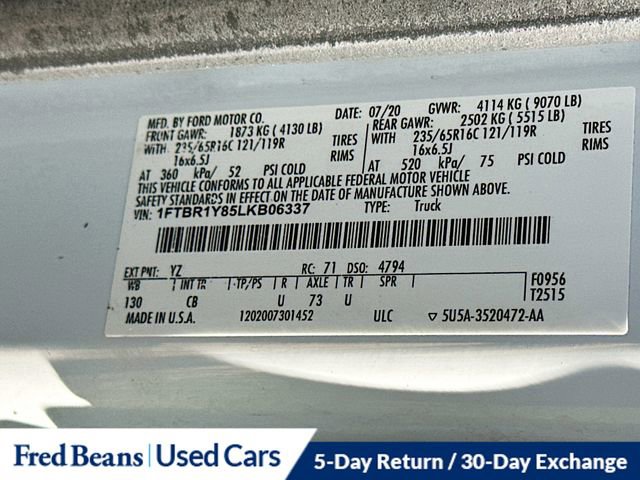 MFD. BY FORD MOTOR CO. DATE: 07/20 GVWR: 4114 KG ( 9070 LB)
FRONT GAWR: 1873 KG ( 4130 LB) REAR GAWR: 2502 KG ( 5515 LB)
WITH 235/65R16C 121/119R TIRES WITH 235/65R16C 121/119R TIRES
16x6.5J RIMS 16x6.5J RIMS
AT 360 kPa/ 52 PSI COLD AT 520 kPa/ 75 PSI COLD
THIS VEHICLE CONFORMS TO ALL APPLICABLE FEDERAL MOTOR VEHICLE
SAFETY STANDARDS IN EFFECT ON THE DATE OF MANUFACTURE SHOWN ABOVE.
VIN: 1FTBR1Y85LKB06337 TYPE: Truck
EXT PNT: YZ RC: 71 DSO: 4794 F0956
WB INT TR TP/PS R AXLE TR SPR T2515
130 CB U 73 U
MADE IN U.S.A. 1202007301452 ULC ▽ 5U5A-3520472-AA
Fred Beans | Used Cars 5-Day Return / 30-Day Exchange